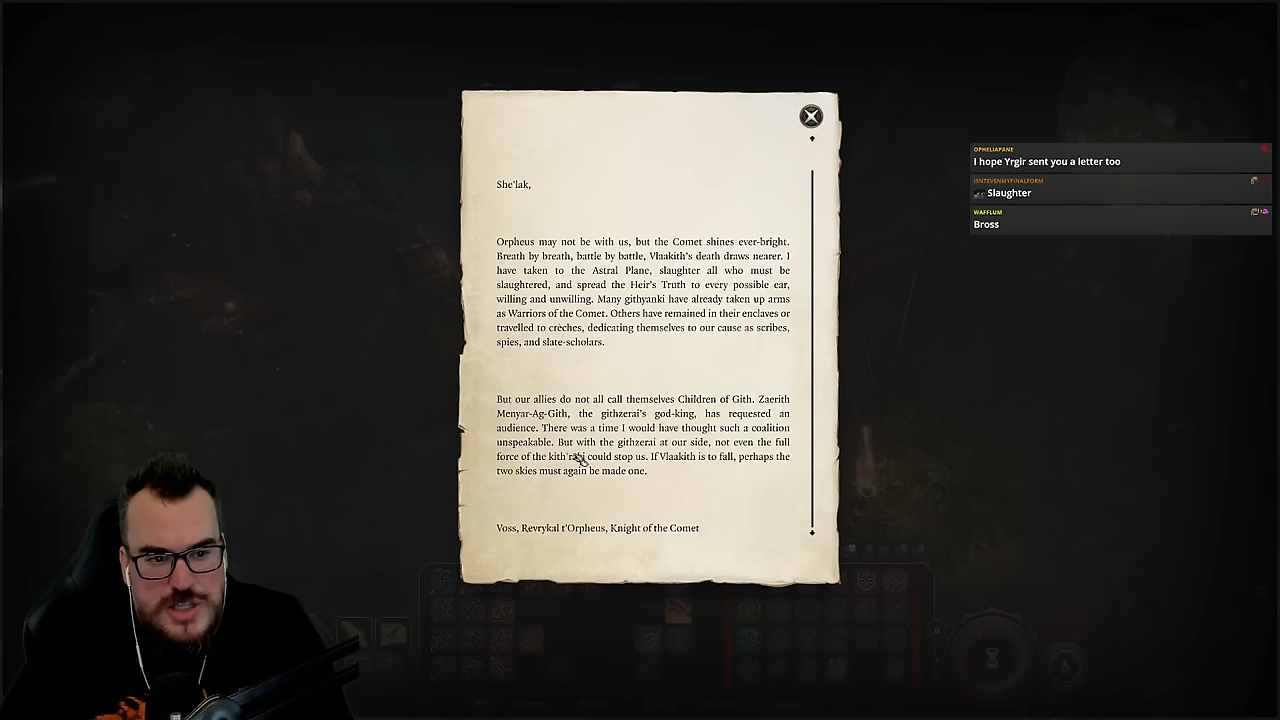 She'lak,
Orpheus may not be with us, but the Comet shines ever-bright.
Breath by breath, battle by battle, Vlaakith's death draws nearer. I
have taken to the Astral Plane, slaughter all who must be
slaughtered, and spread the Heir's Truth to every possible ear,
willing and unwilling. Many githyanki have already taken up arms
as Warriors of the Comet. Others have remained in their enclaves or
travelled to crèches, dedicating themselves to our cause as scribes,
spies, and slate-scholars.
But our allies do not all call themselves Children of Gith. Zaerith
Menyar-Ag-Gith, the githzerai's god-king, has requested an
audience. There was a time I would have thought such a coalition
unspeakable. But with the githzerai at our side, not even the full
force of the could stop us. If Vlaakith is to fall, perhaps the
two skies must again be made one.
Voss, Revrykal t'Orpheus, Knight of the Comet
OPHELIAPANE
I hope Yrgir sent you a letter too
ISNTEVENMYFINALFORM
Slaughter
WAFFLUM
Bross